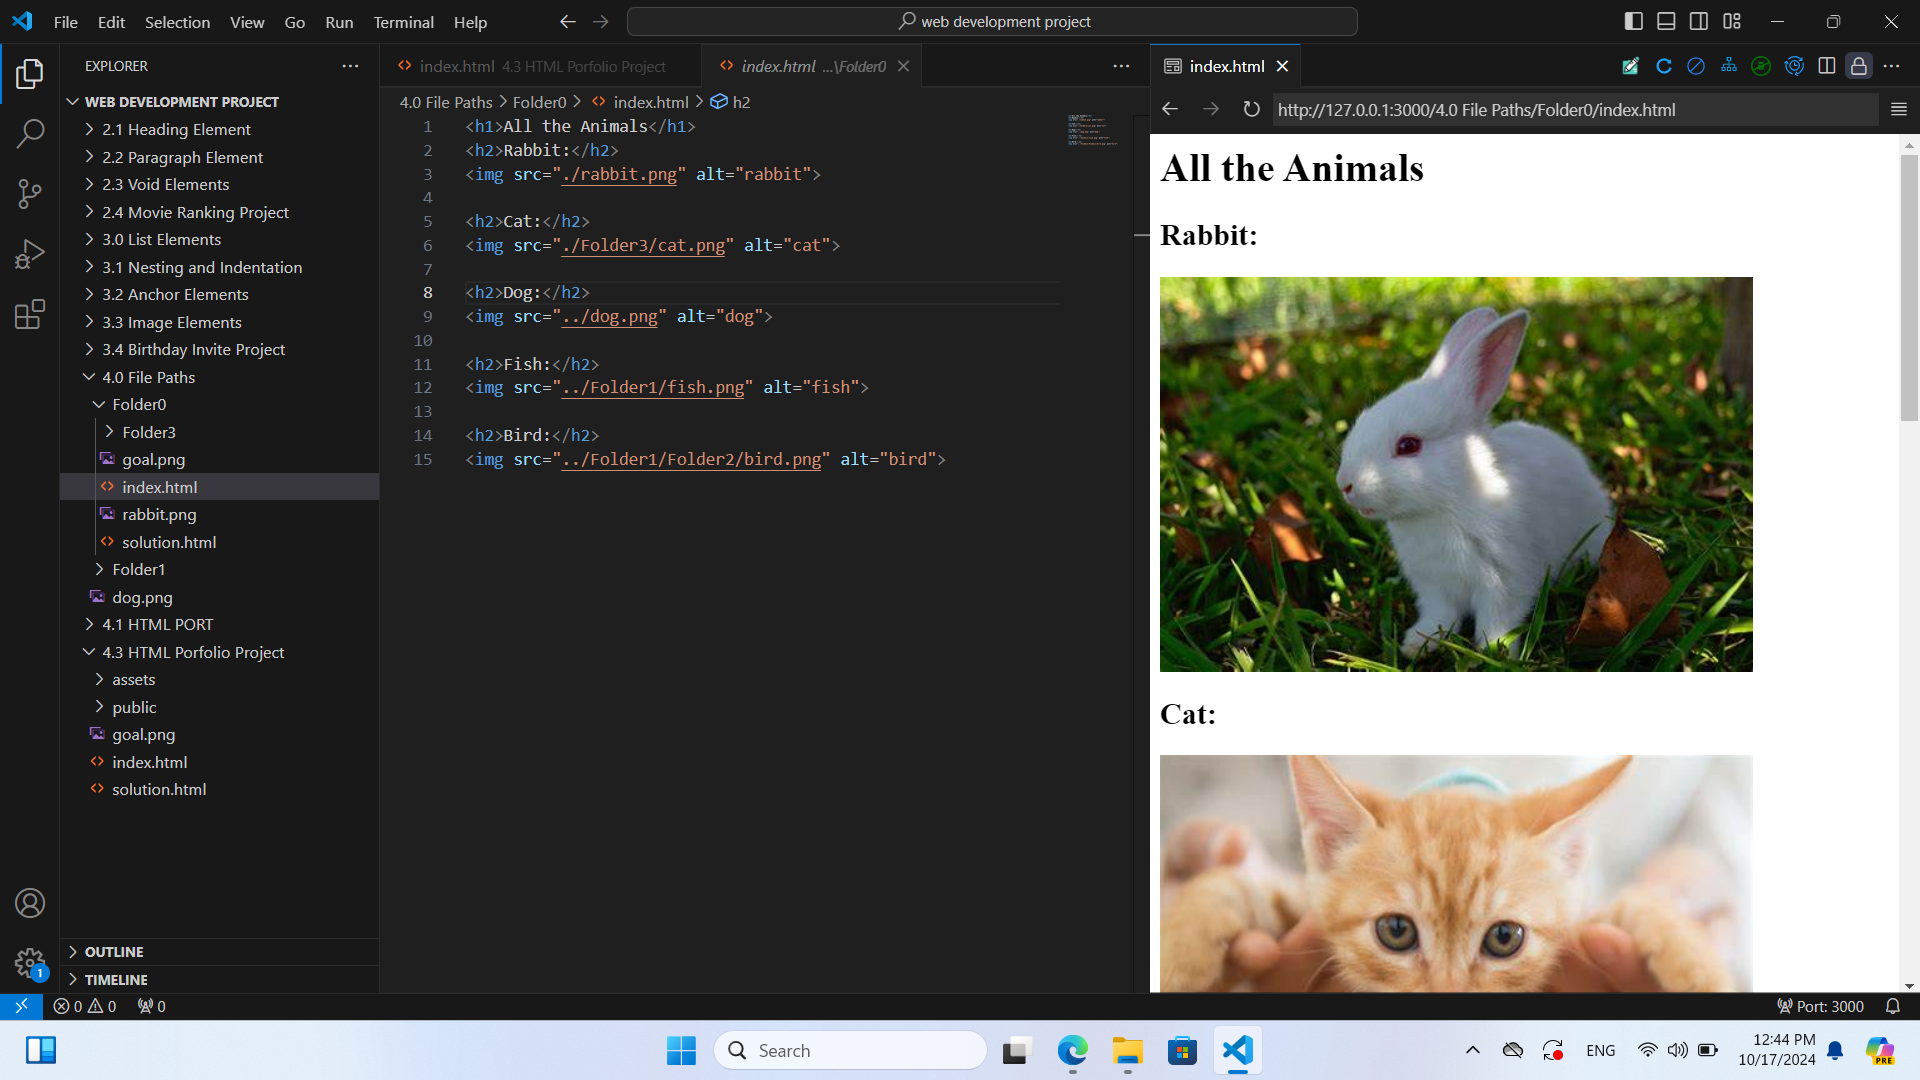 File Edit Selection View Go Run Terminal Help
web development project
EXPLORER
WEB DEVELOPMENT PROJECT
2.1 Heading Element
2.2 Paragraph Element
2.3 Void Elements
2.4 Movie Ranking Project
3.0 List Elements
3.1 Nesting and Indentation
3.2 Anchor Elements
3.3 Image Elements
3.4 Birthday Invite Project
4.0 File Paths
Folder0
Folder3
goal.png
index.html
rabbit.png
solution.html
Folder1
dog.png
4.1 HTML PORT
4.3 HTML Porfolio Project
assets
public
goal.png
index.html
solution.html
OUTLINE
TIMELINE
index.html 4.3 HTML Porfolio Project
index.html ...\Folder0
4.0 File Paths > Folder0 > index.html > h2
1 <h1>All the Animals</h1>
2 <h2>Rabbit:</h2>
3 <img src="./rabbit.png" alt="rabbit">
4
5 <h2>Cat:</h2>
6 <img src="./Folder3/cat.png" alt="cat">
7
8 <h2>Dog:</h2>
9 <img src="../dog.png" alt="dog">
10
11 <h2>Fish:</h2>
12 <img src="../Folder1/fish.png" alt="fish">
13
14 <h2>Bird:</h2>
15 <img src="../Folder1/Folder2/bird.png" alt="bird">
index.html
http://127.0.0.1:3000/4.0 File Paths/Folder0/index.html
All the Animals
Rabbit:
Cat:
1
0 0 0
Port: 3000
Search
ENG
12:44 PM
10/17/2024
PRE